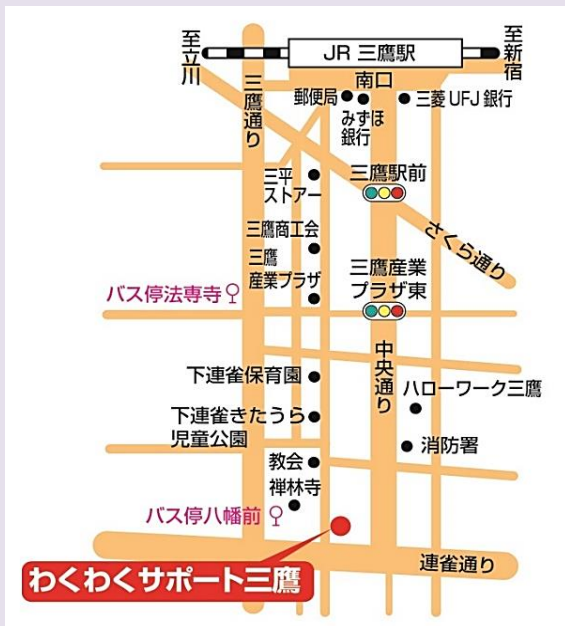 至立川
JR 三鷹駅
至新宿
南口
三鷹通り
郵便局
みずほ
銀行
三菱UFJ銀行
三平
ストアー
三鷹駅前
さくら通り
三鷹商工会
三鷹
産業プラザ
三鷹産業
プラザ東
バス停法専寺
中央通り
下連雀保育園
ハローワーク三鷹
下連雀きたうら
児童公園
消防署
教会
禅林寺
バス停八幡前
連雀通り
わくわくサポート三鷹